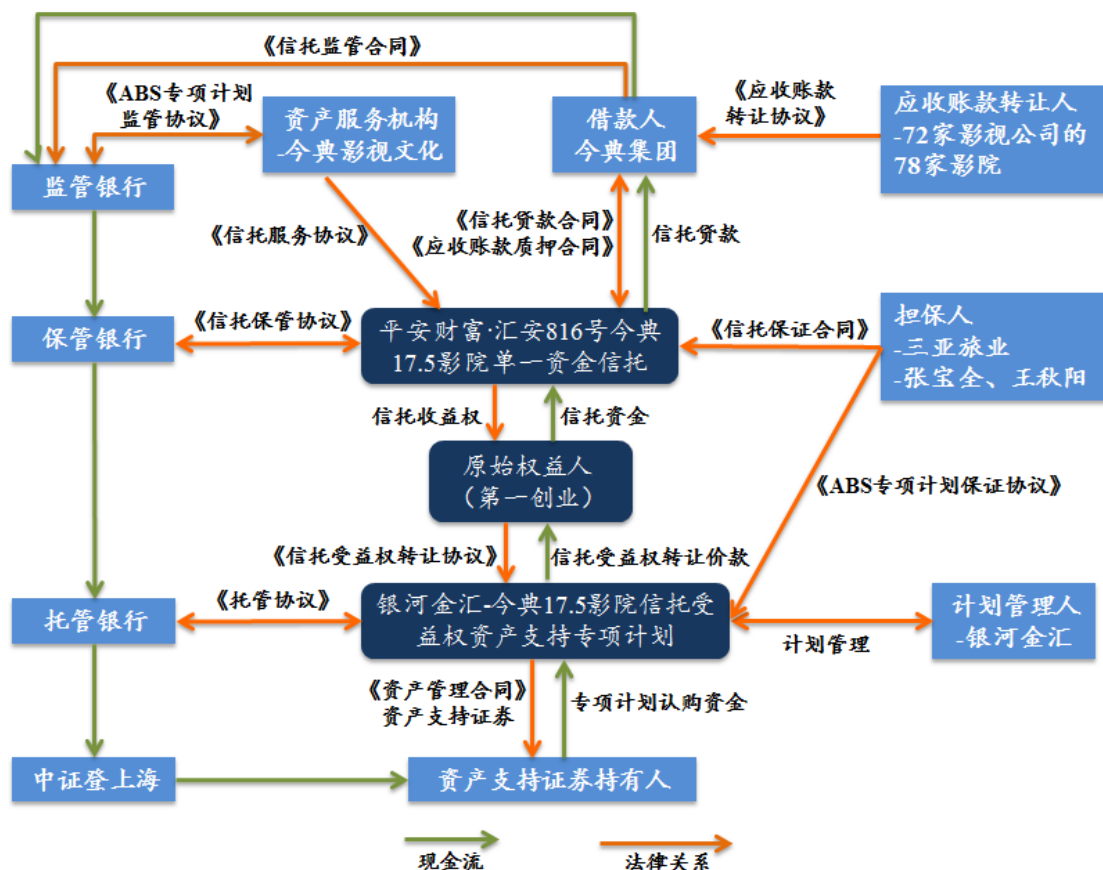 《信托监管合同》
《ABS专项计划
监管协议》
资产服务机构
-今典影视文化
借款人
今典集团
《应收账款
转让协议》
应收账款转让人
-72家影视公司的
78家影院
监管银行
《信托服务协议》
《信托贷款合同》
《应收账款质押合同》
信托贷款
保管银行
《信托保管协议》
平安财富·汇安816号今典
17.5影院单一资金信托
《信托保证合同》
担保人
-三亚旅业
-张宝全、王秋阳
信托收益权
信托资金
原始权益人
（第一创业）
《ABS专项计划保证协议》
《信托受益权转让协议》
信托受益权转让价款
托管银行
《托管协议》
银河金汇-今典17.5影院信托受
益权资产支持专项计划
计划管理
计划管理人
-银河金汇
《资产管理合同》
资产支持证券
专项计划认购资金
中证登上海
资产支持证券持有人
现金流
法律关系